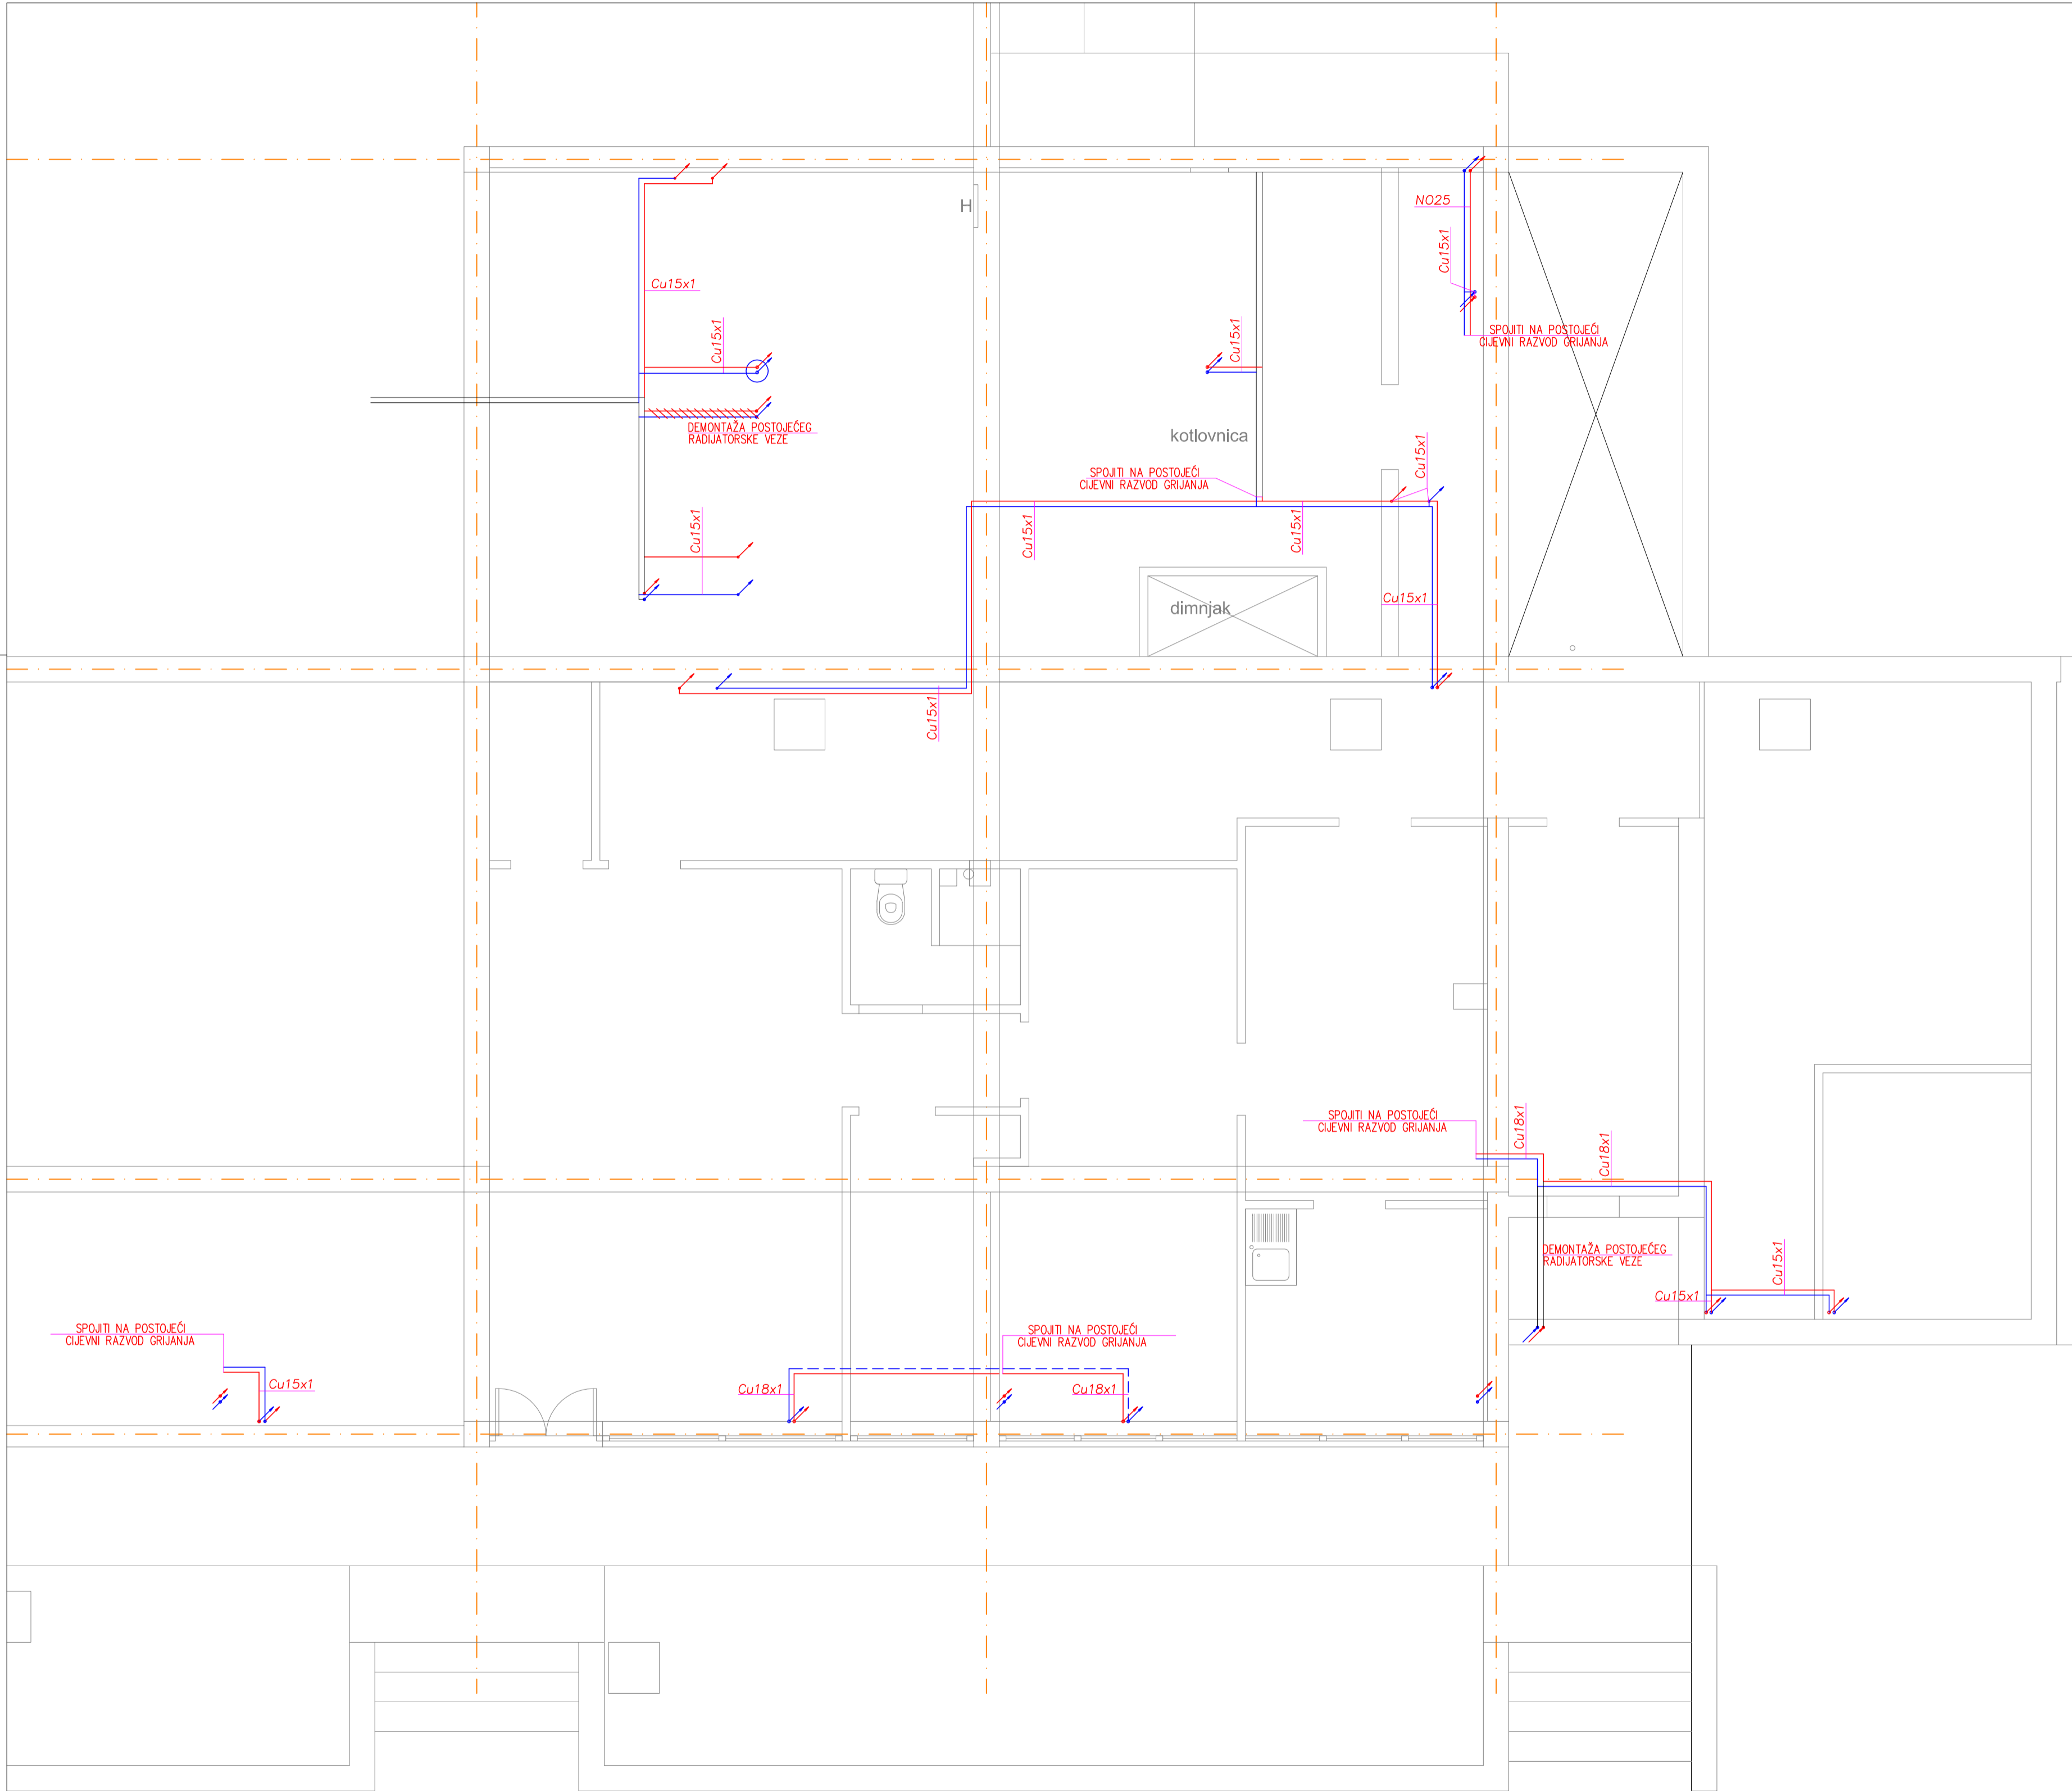 H
NO25
Cu15x1
Cu15x1
Cu15x1
Cu15x1
SPOJITI NA POSTOJEĆI
CIJEVNI RAZVOD GRIJANJA
DEMONTAŽA POSTOJEĆEG
RADIJATORSKE VEZE
kotlovnica
SPOJITI NA POSTOJEĆI
CIJEVNI RAZVOD GRIJANJA
Cu15x1
Cu15x1
Cu15x1
Cu15x1
dimnjak
Cu15x1
Cu15x1
SPOJITI NA POSTOJEĆI
CIJEVNI RAZVOD GRIJANJA
Cu18x1
Cu18x1
DEMONTAŽA POSTOJEĆEG
RADIJATORSKE VEZE
Cu15x1
Cu15x1
SPOJITI NA POSTOJEĆI
CIJEVNI RAZVOD GRIJANJA
Cu15x1
SPOJITI NA POSTOJEĆI
CIJEVNI RAZVOD GRIJANJA
Cu18x1
Cu18x1